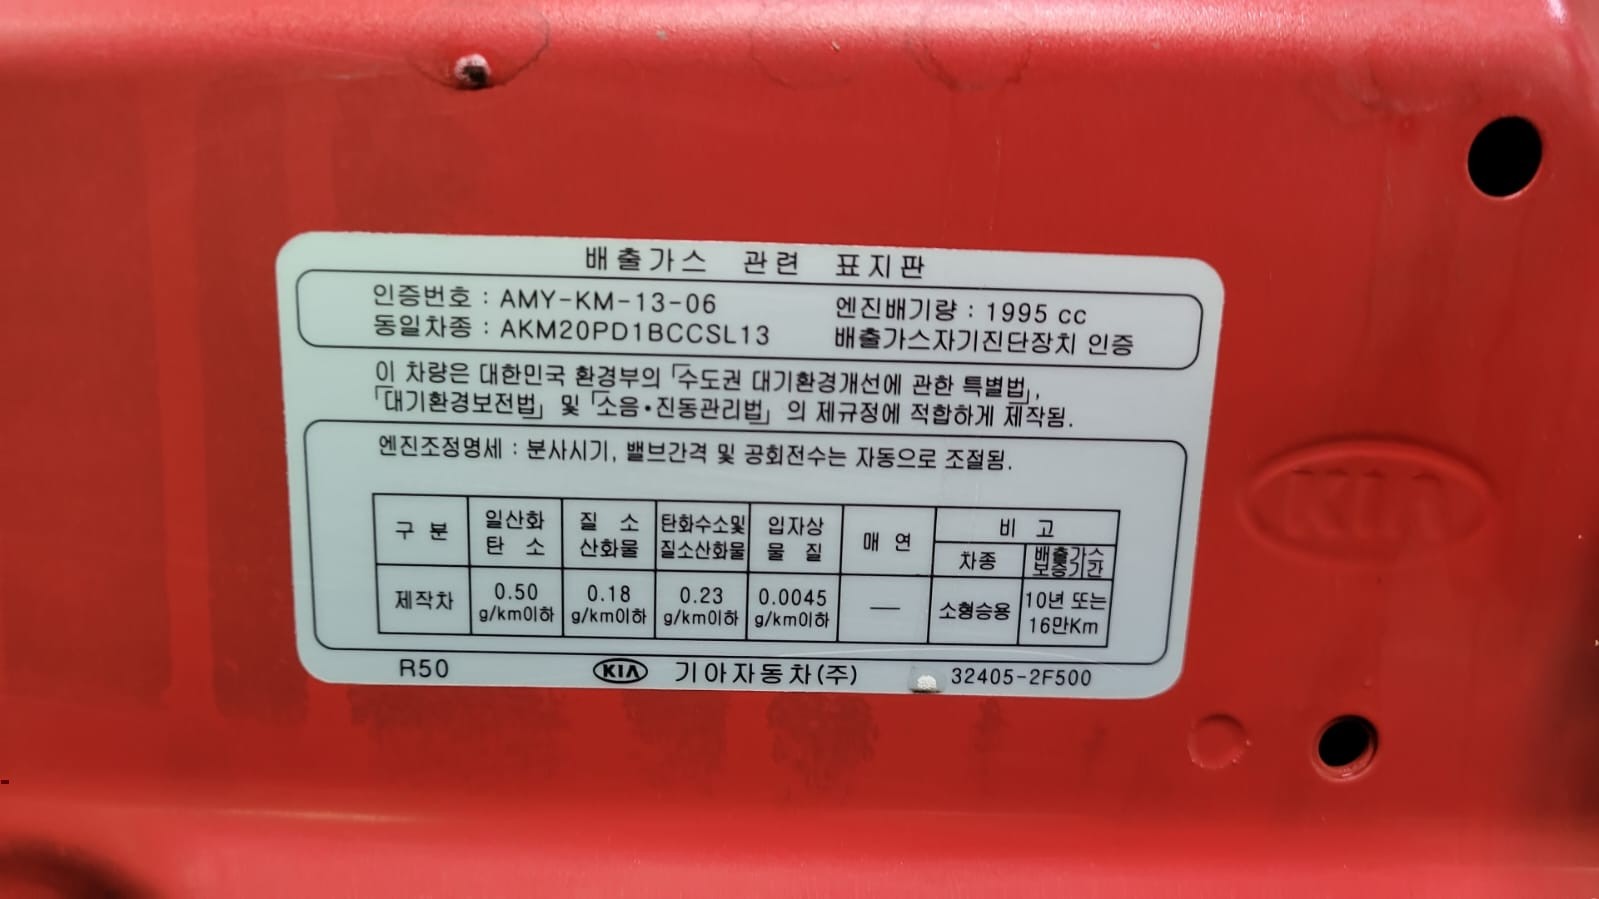 배출가스 관련 표지판
인증번호 : AMY-KM-13-06 엔진배기량 : 1995 cc
동일차종 : AKM20PD1BCCSL13 배출가스자기진단장치 인증
이 차량은 대한민국 환경부의 「수도권 대기환경개선에 관한 특별법」,
「대기환경보전법」 및 「소음•진동관리법」 의 제규정에 적합하게 제작됨.
엔진조정명세 : 분사시기, 밸브간격 및 공회전수는 자동으로 조절됨.
구 분 일산화 탄 소 질 소 산화물 탄화수소및 질소산화물 입자상 물 질 매 연 비 고
차종 배출가스 보증기간
제작차 0.50 g/km이하 0.18 g/km이하 0.23 g/km이하 0.0045 g/km이하 — 소형승용 10년 또는 16만Km
R50 KIA 기아자동차(주) 32405-2F500
KIA